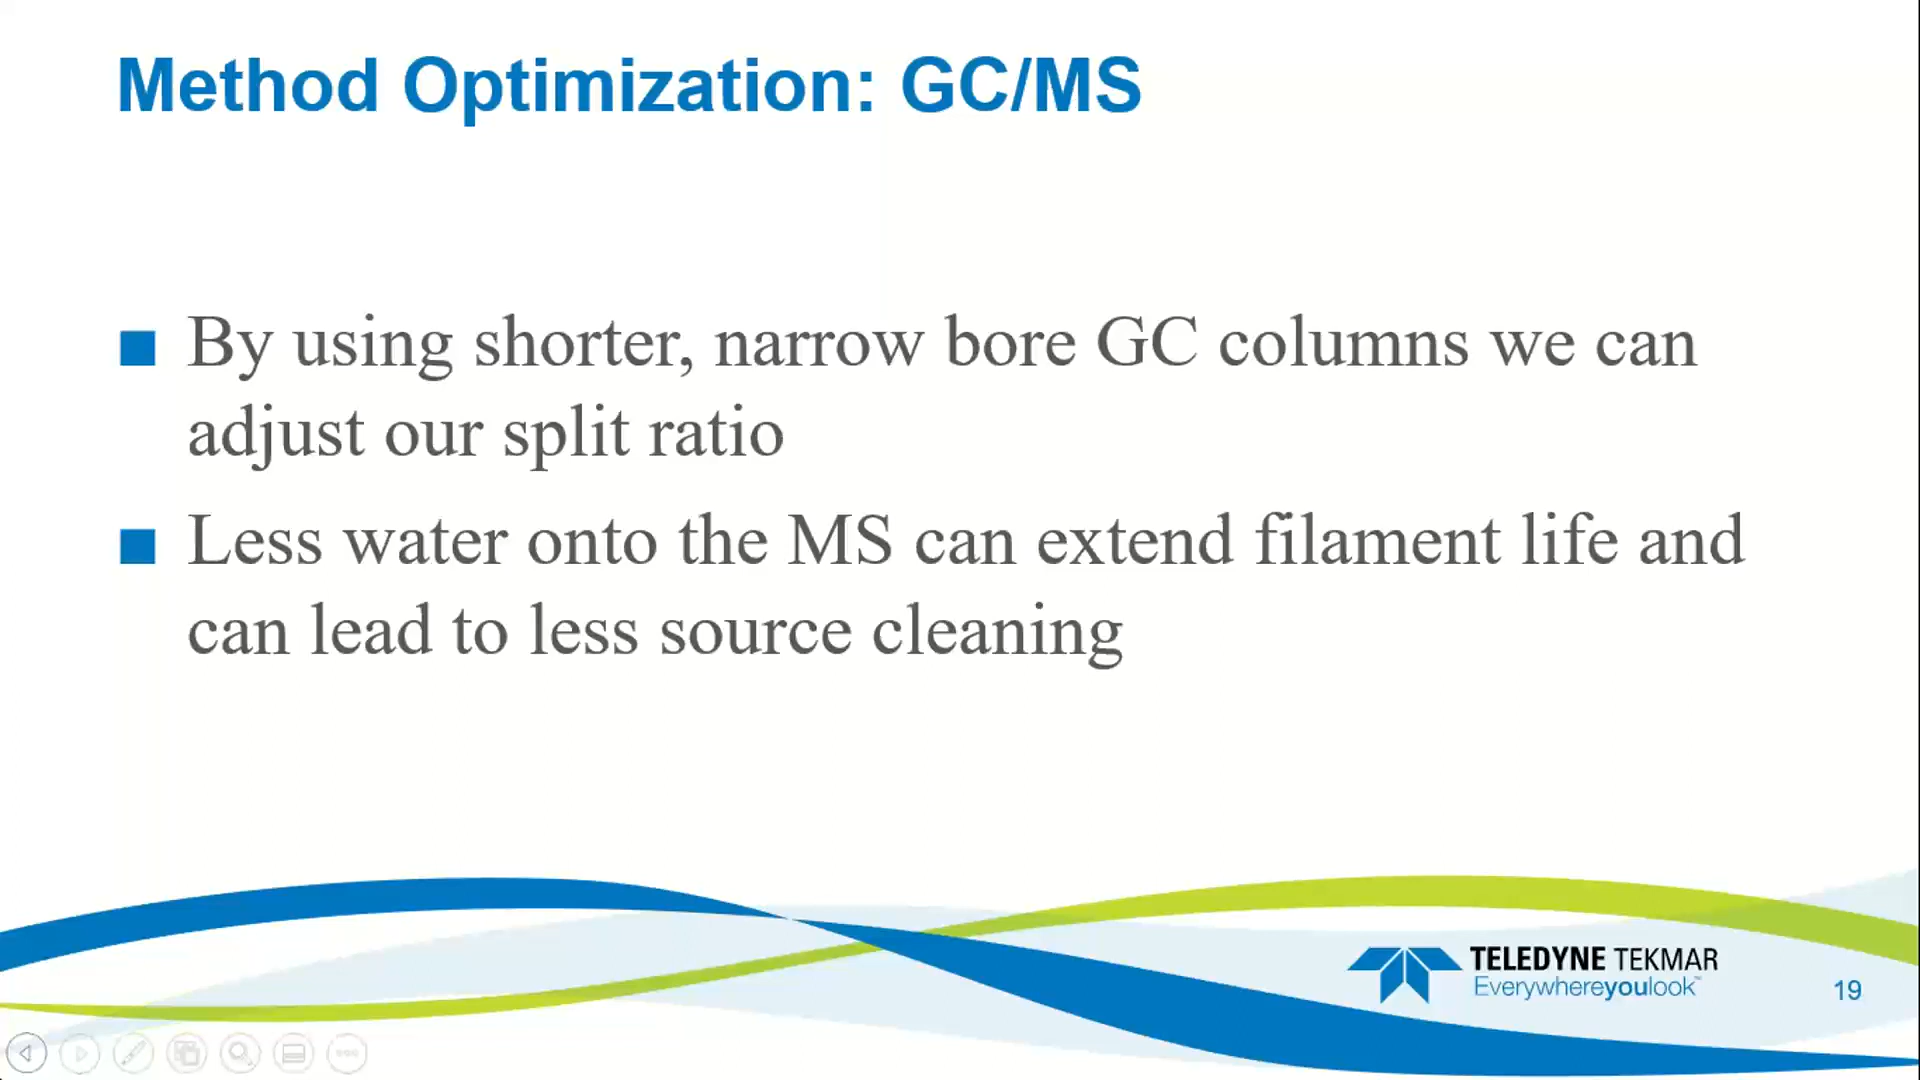 Method Optimization: GC/MS
By using shorter, narrow bore GC columns we can
adjust our split ratio
Less water onto the MS can extend filament life and
can lead to less source cleaning
TELEDYNE TEKMAR
Everywhereyoulook™
19